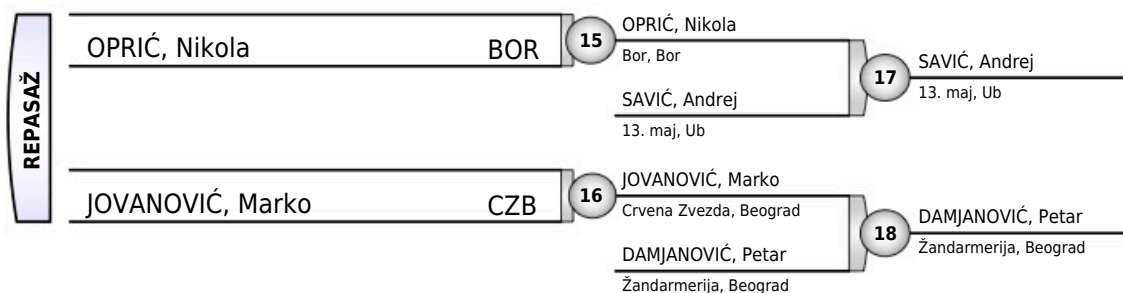 REPASAŽ
OPRIĆ, Nikola BOR
15
OPRIĆ, Nikola
Bor, Bor
SAVIĆ, Andrej
13. maj, Ub
17
SAVIĆ, Andrej
13. maj, Ub
JOVANOVIĆ, Marko CZB
16
JOVANOVIĆ, Marko
Crvena Zvezda, Beograd
DAMJANOVIĆ, Petar
Žandarmerija, Beograd
18
DAMJANOVIĆ, Petar
Žandarmerija, Beograd